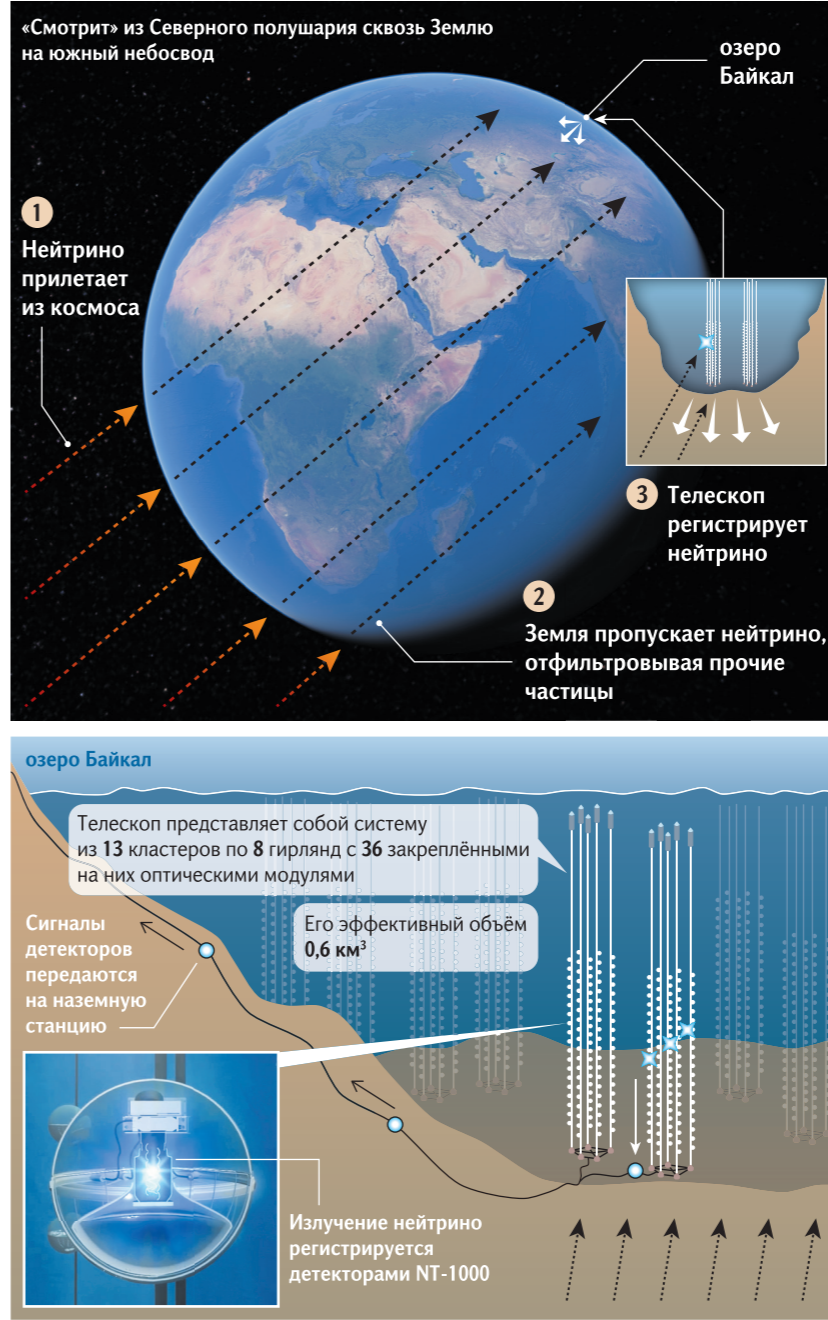 «Смотрит» из Северного полушария сквозь Землю
на южный небосвод
озеро
Байкал
1
Нейтрино
прилетает
из космоса
3 Телескоп
регистрирует
нейтрино
2
Земля пропускает нейтрино,
отфильтровывая прочие
частицы
озеро Байкал
Телескоп представляет собой систему
из 13 кластеров по 8 гирлянд с 36 закреплёнными
на них оптическими модулями
Его эффективный объём
0,6 км³
Сигналы
детекторов
передаются
на наземную
станцию
Излучение нейтрино
регистрируется
детекторами NT-1000